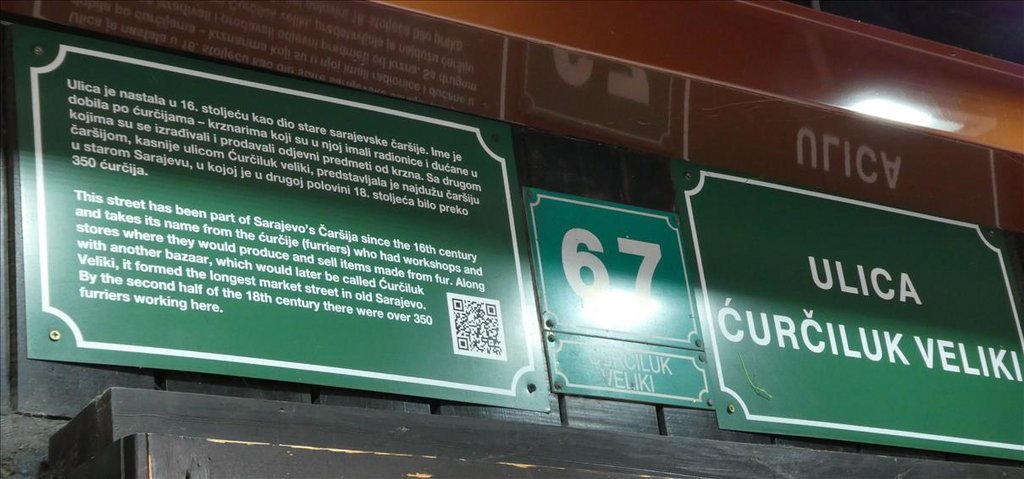 Ulica je nastala u 16. stoljeću kao dio stare sarajevske čaršije. Ime je
dobila po ćurčijama – krznarima koji su u njoj imali radionice i dućane u
kojima su se izrađivali i prodavali odjevni predmeti od krzna. Sa drugom
čaršijom, kasnije ulicom Ćurčiluk veliki, predstavljala je najdužu čaršiju
u starom Sarajevu, u kojoj je u drugoj polovini 18. stoljeća bilo preko
350 ćurčija.
This street has been part of Sarajevo's Čaršija since the 16th century
and takes its name from the ćurčije (furriers) who had workshops and
stores where they would produce and sell items made from fur. Along
with another bazaar, which would later be called Ćurčiluk
Veliki, it formed the longest market street in old Sarajevo.
By the second half of the 18th century there were over 350
furriers working here.
67
ĆURČILUK
VELIKI
ULICA
ĆURČILUK VELIKI